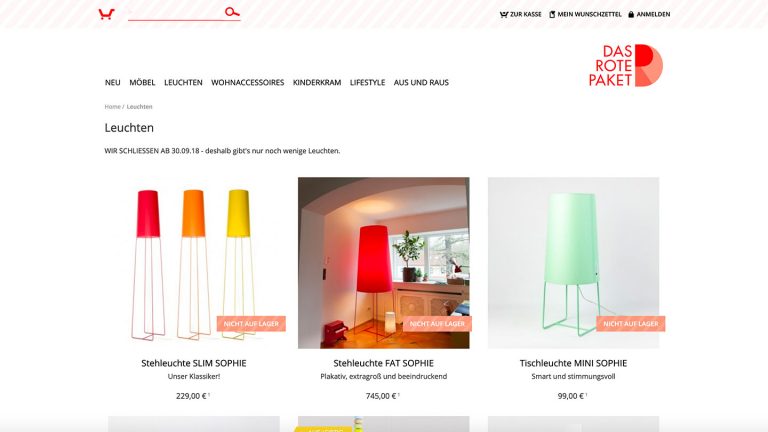 ZUR KASSE MEIN WUNSCHZETTEL ANMELDEN
DAS
ROTE
PAKET
NEU MÖBEL LEUCHTEN WOHNACCESSOIRES KINDERKRAM LIFESTYLE AUS UND RAUS
Home / Leuchten
Leuchten
WIR SCHLIESSEN AB 30.09.18 - deshalb gibt's nur noch wenige Leuchten.
NICHT AUF LAGER
NICHT AUF LAGER
NICHT AUF LAGER
Stehleuchte SLIM SOPHIE
Unser Klassiker!
229,00 € ¹
Stehleuchte FAT SOPHIE
Plakativ, extragroß und beeindruckend
745,00 € ¹
Tischleuchte MINI SOPHIE
Smart und stimmungsvoll
99,00 € ¹